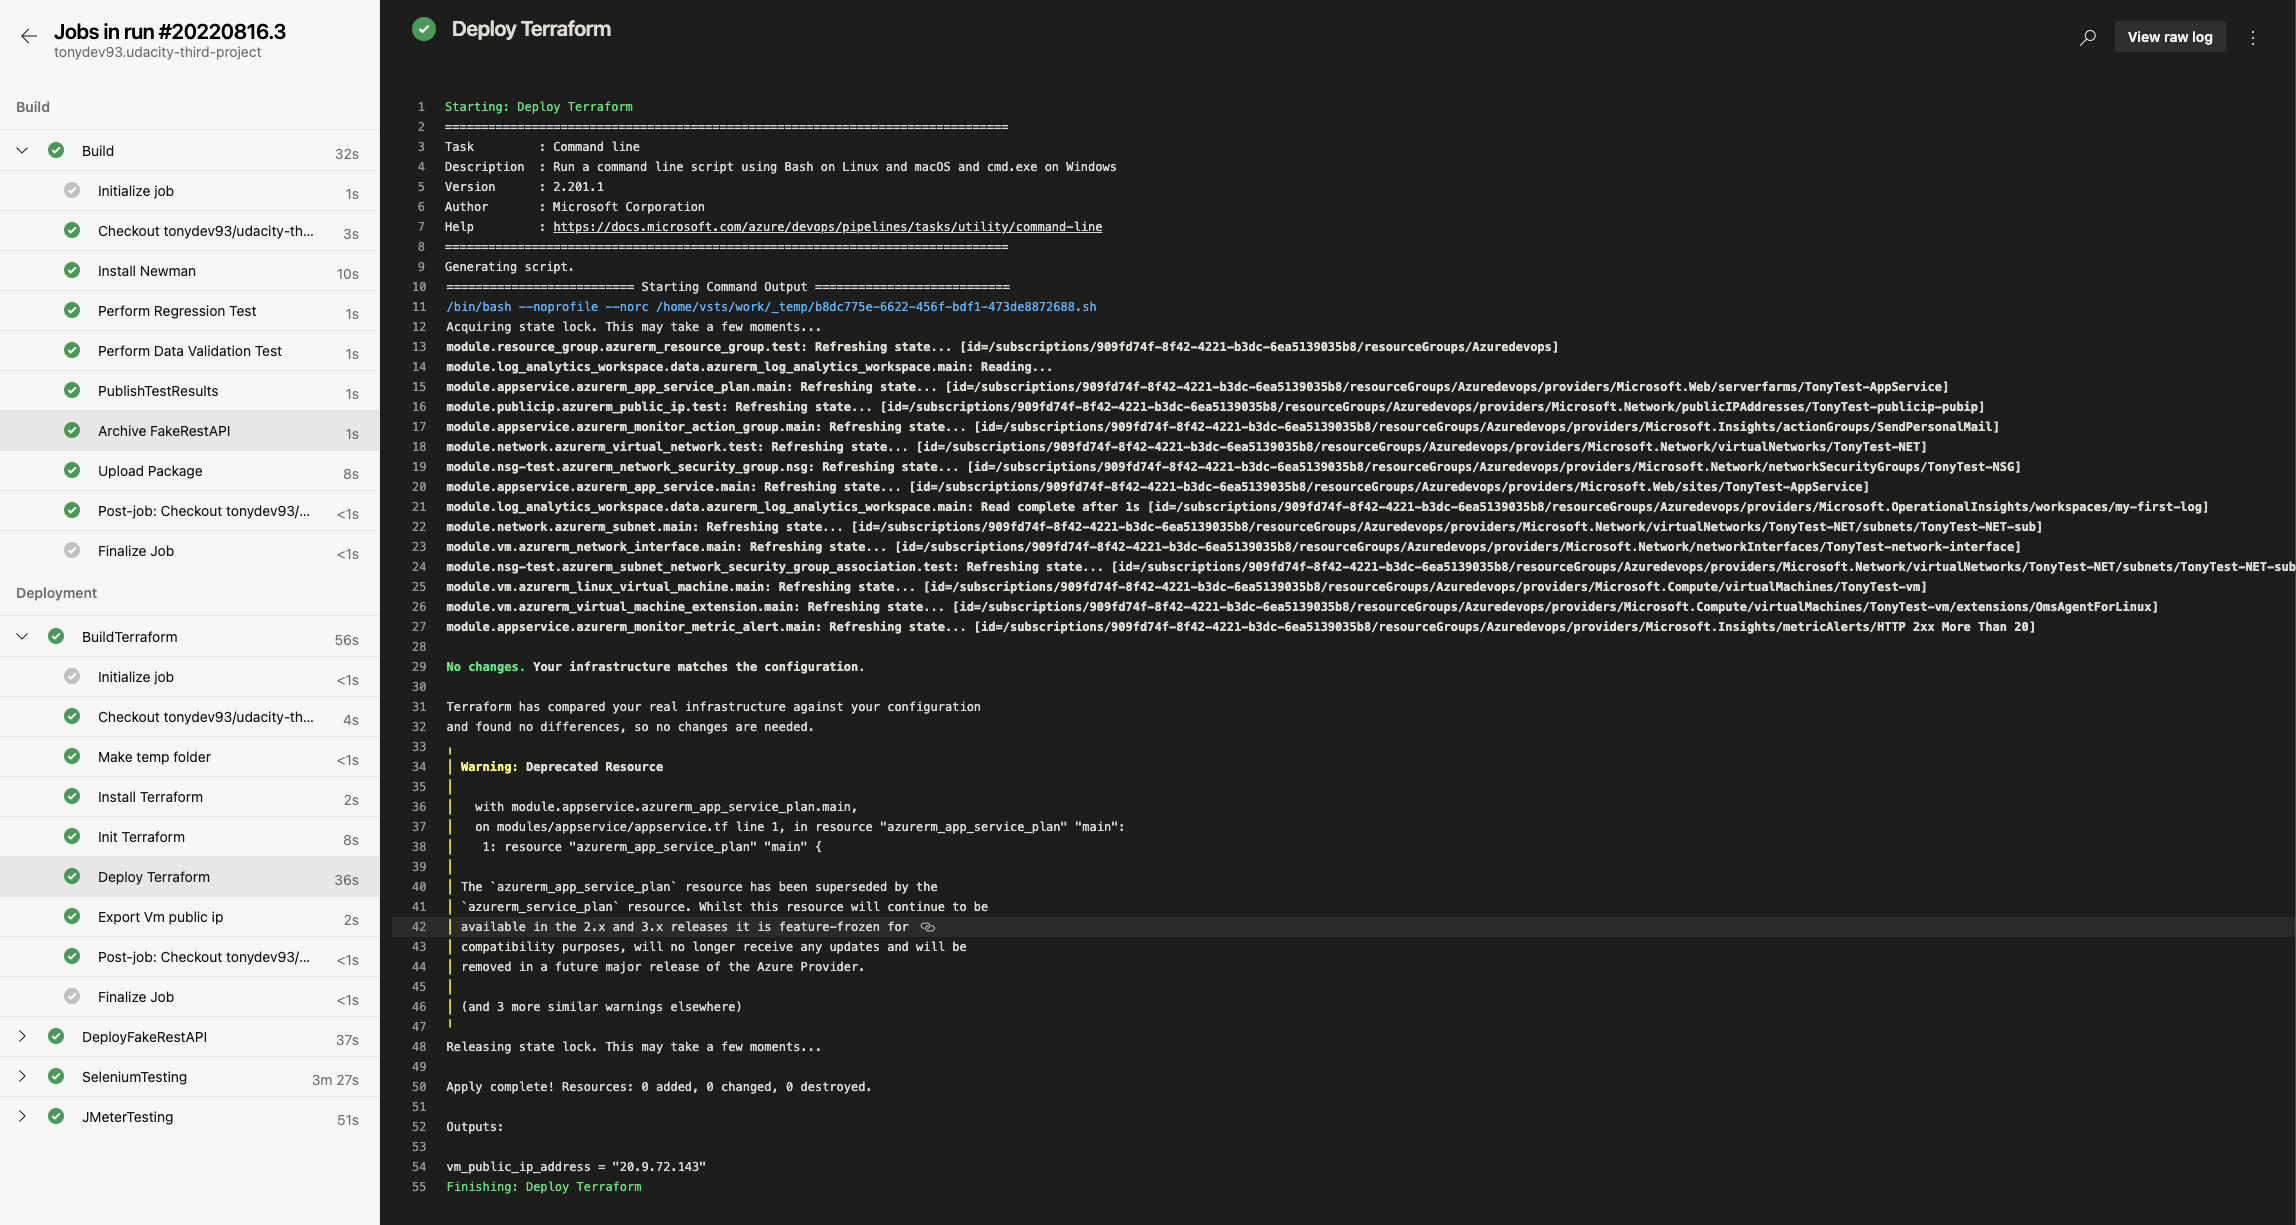 Jobs in run #20220816.3
tonydev93.udacity-third-project
Build
Build 32s
Initialize job 1s
Checkout tonydev93/udacity-th... 3s
Install Newman 10s
Perform Regression Test 1s
Perform Data Validation Test 1s
PublishTestResults 1s
Archive FakeRestAPI 1s
Upload Package 8s
Post-job: Checkout tonydev93/... <1s
Finalize Job <1s
Deployment
BuildTerraform 56s
Initialize job <1s
Checkout tonydev93/udacity-th... 4s
Make temp folder <1s
Install Terraform 2s
Init Terraform 8s
Deploy Terraform 36s
Export Vm public ip 2s
Post-job: Checkout tonydev93/... <1s
Finalize Job <1s
DeployFakeRestAPI 37s
SeleniumTesting 3m 27s
JMeterTesting 51s
Deploy Terraform
View raw log
1 Starting: Deploy Terraform
2 ==============================================================================
3 Task         : Command line
4 Description  : Run a command line script using Bash on Linux and macOS and cmd.exe on Windows
5 Version      : 2.201.1
6 Author       : Microsoft Corporation
7 Help         : https://docs.microsoft.com/azure/devops/pipelines/tasks/utility/command-line
8 ==============================================================================
9 Generating script.
10 ========================== Starting Command Output ===========================
11 /bin/bash --noprofile --norc /home/vsts/work/_temp/b8dc775e-6622-456f-bdf1-473de8872688.sh
12 Acquiring state lock. This may take a few moments...
13 module.resource_group.azurerm_resource_group.test: Refreshing state... [id=/subscriptions/909fd74f-8f42-4221-b3dc-6ea5139035b8/resourceGroups/Azuredevops]
14 module.log_analytics_workspace.data.azurerm_log_analytics_workspace.main: Reading...
15 module.appservice.azurerm_app_service_plan.main: Refreshing state... [id=/subscriptions/909fd74f-8f42-4221-b3dc-6ea5139035b8/resourceGroups/Azuredevops/providers/Microsoft.Web/serverfarms/TonyTest-AppService]
16 module.publicip.azurerm_public_ip.test: Refreshing state... [id=/subscriptions/909fd74f-8f42-4221-b3dc-6ea5139035b8/resourceGroups/Azuredevops/providers/Microsoft.Network/publicIPAddresses/TonyTest-publicip-pubip]
17 module.appservice.azurerm_monitor_action_group.main: Refreshing state... [id=/subscriptions/909fd74f-8f42-4221-b3dc-6ea5139035b8/resourceGroups/Azuredevops/providers/Microsoft.Insights/actionGroups/SendPersonalMail]
18 module.network.azurerm_virtual_network.test: Refreshing state... [id=/subscriptions/909fd74f-8f42-4221-b3dc-6ea5139035b8/resourceGroups/Azuredevops/providers/Microsoft.Network/virtualNetworks/TonyTest-NET]
19 module.nsg-test.azurerm_network_security_group.nsg: Refreshing state... [id=/subscriptions/909fd74f-8f42-4221-b3dc-6ea5139035b8/resourceGroups/Azuredevops/providers/Microsoft.Network/networkSecurityGroups/TonyTest-NSG]
20 module.appservice.azurerm_app_service.main: Refreshing state... [id=/subscriptions/909fd74f-8f42-4221-b3dc-6ea5139035b8/resourceGroups/Azuredevops/providers/Microsoft.Web/sites/TonyTest-AppService]
21 module.log_analytics_workspace.data.azurerm_log_analytics_workspace.main: Read complete after 1s [id=/subscriptions/909fd74f-8f42-4221-b3dc-6ea5139035b8/resourceGroups/Azuredevops/providers/Microsoft.OperationalInsights/workspaces/my-first-log]
22 module.network.azurerm_subnet.main: Refreshing state... [id=/subscriptions/909fd74f-8f42-4221-b3dc-6ea5139035b8/resourceGroups/Azuredevops/providers/Microsoft.Network/virtualNetworks/TonyTest-NET/subnets/TonyTest-NET-sub]
23 module.vm.azurerm_network_interface.main: Refreshing state... [id=/subscriptions/909fd74f-8f42-4221-b3dc-6ea5139035b8/resourceGroups/Azuredevops/providers/Microsoft.Network/networkInterfaces/TonyTest-network-interface]
24 module.nsg-test.azurerm_subnet_network_security_group_association.test: Refreshing state... [id=/subscriptions/909fd74f-8f42-4221-b3dc-6ea5139035b8/resourceGroups/Azuredevops/providers/Microsoft.Network/virtualNetworks/TonyTest-NET/subnets/TonyTest-NET-sub
25 module.vm.azurerm_linux_virtual_machine.main: Refreshing state... [id=/subscriptions/909fd74f-8f42-4221-b3dc-6ea5139035b8/resourceGroups/Azuredevops/providers/Microsoft.Compute/virtualMachines/TonyTest-vm]
26 module.vm.azurerm_virtual_machine_extension.main: Refreshing state... [id=/subscriptions/909fd74f-8f42-4221-b3dc-6ea5139035b8/resourceGroups/Azuredevops/providers/Microsoft.Compute/virtualMachines/TonyTest-vm/extensions/OmsAgentForLinux]
27 module.appservice.azurerm_monitor_metric_alert.main: Refreshing state... [id=/subscriptions/909fd74f-8f42-4221-b3dc-6ea5139035b8/resourceGroups/Azuredevops/providers/Microsoft.Insights/metricAlerts/HTTP 2xx More Than 20]
28
29 No changes. Your infrastructure matches the configuration.
30
31 Terraform has compared your real infrastructure against your configuration
32 and found no differences, so no changes are needed.
33
34 Warning: Deprecated Resource
35
36 with module.appservice.azurerm_app_service_plan.main,
37 on modules/appservice/appservice.tf line 1, in resource "azurerm_app_service_plan" "main":
38 1: resource "azurerm_app_service_plan" "main" {
39
40 The `azurerm_app_service_plan` resource has been superseded by the
41 `azurerm_service_plan` resource. Whilst this resource will continue to be
42 available in the 2.x and 3.x releases it is feature-frozen for
43 compatibility purposes, will no longer receive any updates and will be
44 removed in a future major release of the Azure Provider.
45
46 (and 3 more similar warnings elsewhere)
47
48 Releasing state lock. This may take a few moments...
49
50 Apply complete! Resources: 0 added, 0 changed, 0 destroyed.
51
52 Outputs:
53
54 vm_public_ip_address = "20.9.72.143"
55 Finishing: Deploy Terraform